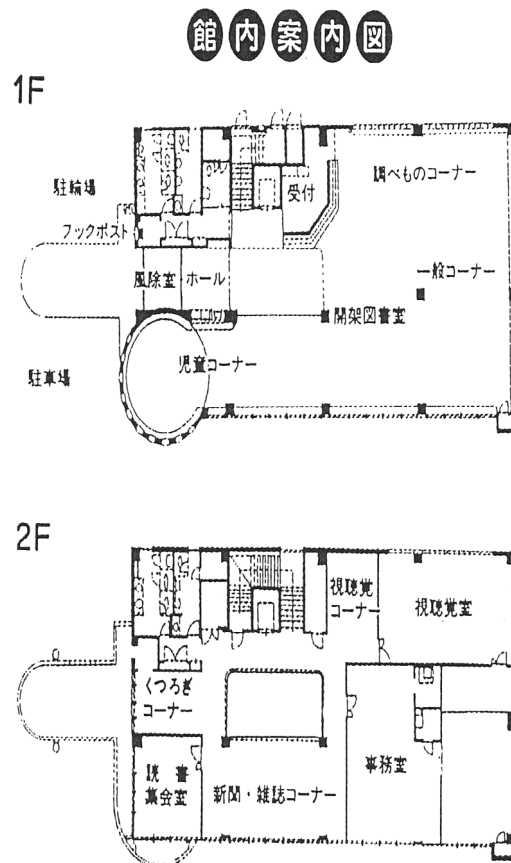 館内案内図
1F
駐輪場
受付
調べものコーナー
フックポスト
風除室
ホール
一般コーナー
開架図書室
児童コーナー
駐車場
2F
視聴覚
コーナー
視聴覚室
くつろぎ
コーナー
読書
集会室
新聞・雑誌コーナー
事務室